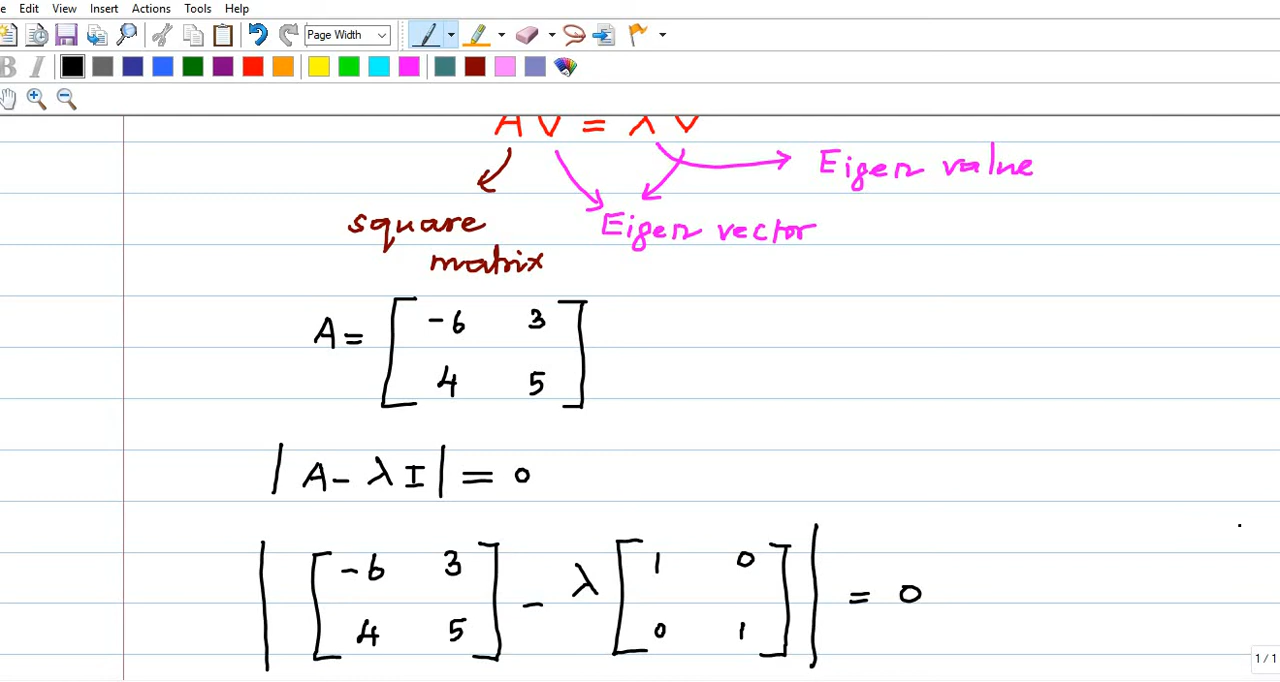 e Edit View Insert Actions Tools Help
Page Width
B I
A V = λ V
Eigen value
square Eigen vector
matrix
A = [ -6 3
4 5 ]
| A - λ I | = 0
| [ -6 3
4 5 ] - λ [ 1 0
0 1 ] | = 0
1 / 1